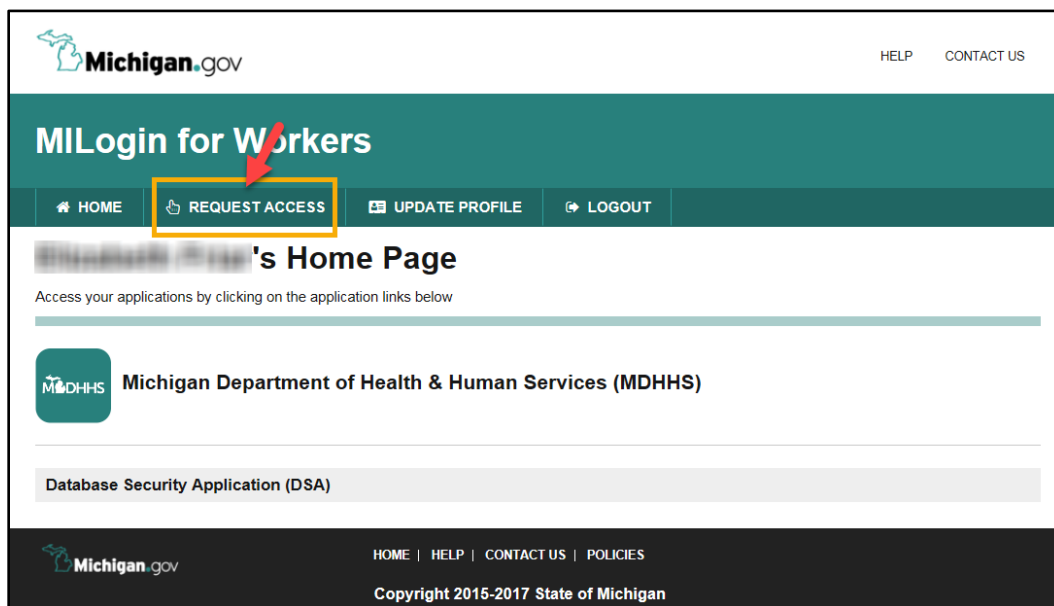 Michigan.gov
HELP CONTACT US
MILogin for Workers
HOME REQUEST ACCESS UPDATE PROFILE LOGOUT
's Home Page
Access your applications by clicking on the application links below
MDHHS Michigan Department of Health & Human Services (MDHHS)
Database Security Application (DSA)
Michigan.gov
HOME | HELP | CONTACT US | POLICIES
Copyright 2015-2017 State of Michigan